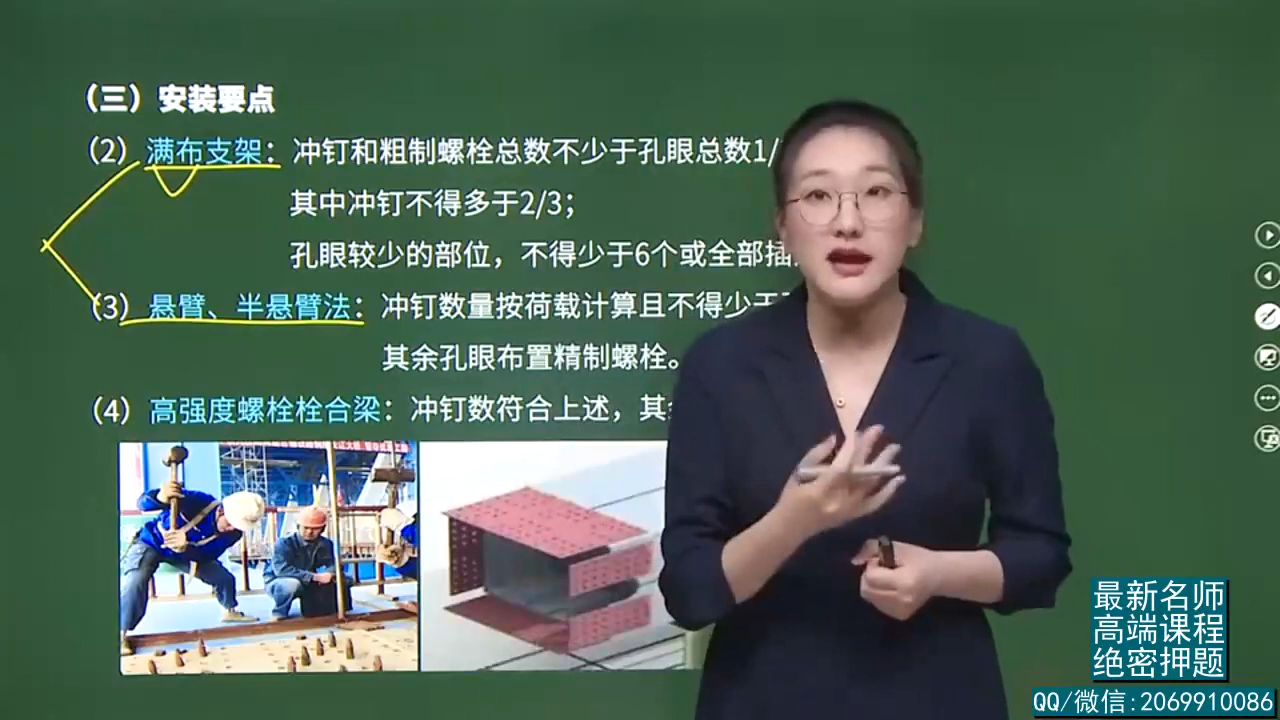 （三）安装要点
（2）满布支架：冲钉和粗制螺栓总数不少于孔眼总数1/
其中冲钉不得多于2/3；
孔眼较少的部位，不得少于6个或全部插
（3）悬臂、半悬臂法：冲钉数量按荷载计算且不得少于
其余孔眼布置精制螺栓。
（4）高强度螺栓栓合梁：冲钉数符合上述，其
最新名师
高端课程
绝密押题
QQ/微信:2069910086